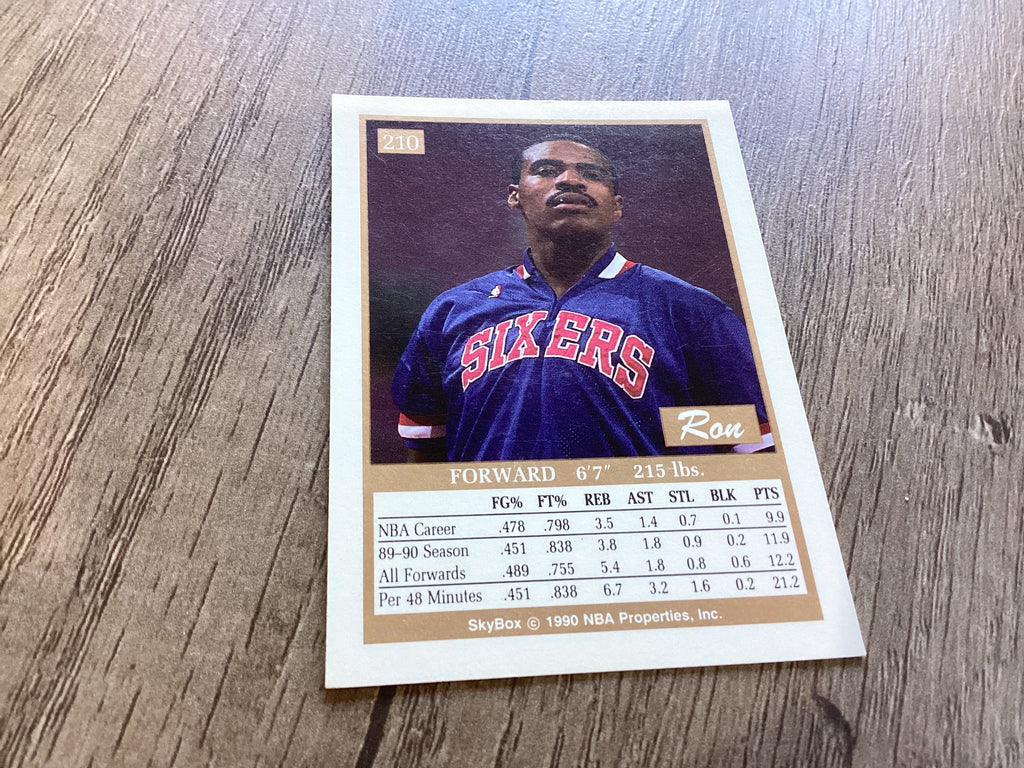 210
SIXERS
Ron
FORWARD 6'7" 215 lbs.
FG% FT% REB AST STL BLK PTS
NBA Career .478 .798 3.5 1.4 0.7 0.1 9.9
89–90 Season .451 .838 3.8 1.8 0.9 0.2 11.9
All Forwards .489 .755 5.4 1.8 0.8 0.6 12.2
Per 48 Minutes .451 .838 6.7 3.2 1.6 0.2 21.2
SkyBox © 1990 NBA Properties, Inc.